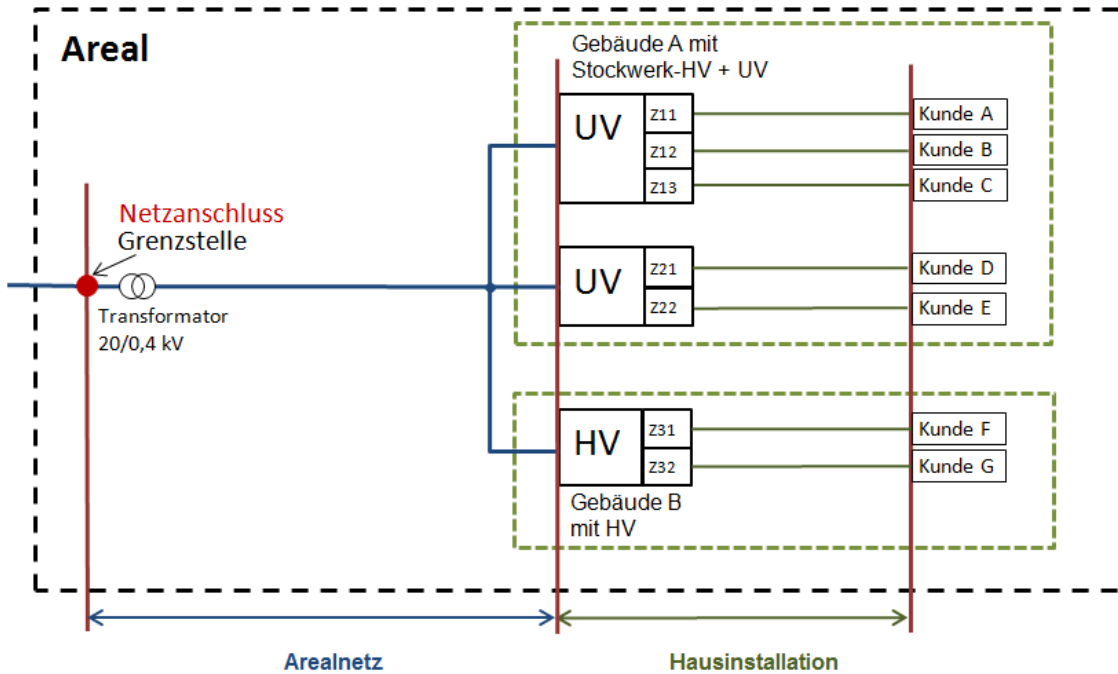 Areal
Gebäude A mit
Stockwerk-HV + UV
UV
Z11
Z12
Z13
Kunde A
Kunde B
Kunde C
Netzanschluss
Grenzstelle
Transformator
20/0,4 kV
UV
Z21
Z22
Kunde D
Kunde E
HV
Z31
Z32
Kunde F
Kunde G
Gebäude B
mit HV
Arealnetz
Hausinstallation